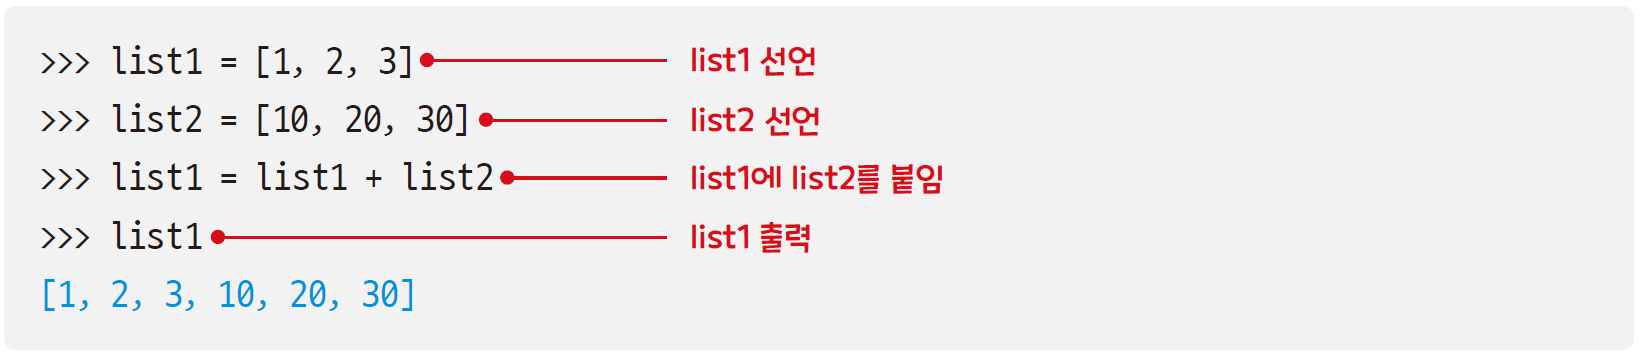 >>> list1 = [1, 2, 3] list1 선언
>>> list2 = [10, 20, 30] list2 선언
>>> list1 = list1 + list2 list1에 list2를 붙임
>>> list1 list1 출력
[1, 2, 3, 10, 20, 30]